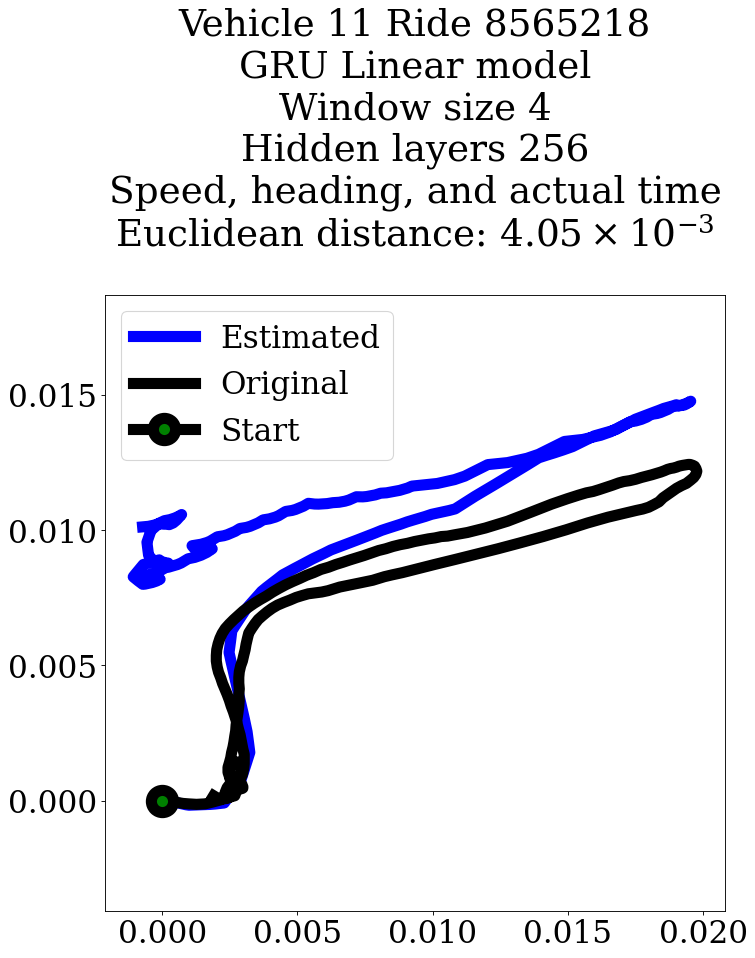 Vehicle 11 Ride 8565218
GRU Linear model
Window size 4
Hidden layers 256
Speed, heading, and actual time
Euclidean distance: 4.05 × 10⁻³
Estimated
Original
Start
0.015
0.010
0.005
0.000
0.000 0.005 0.010 0.015 0.020